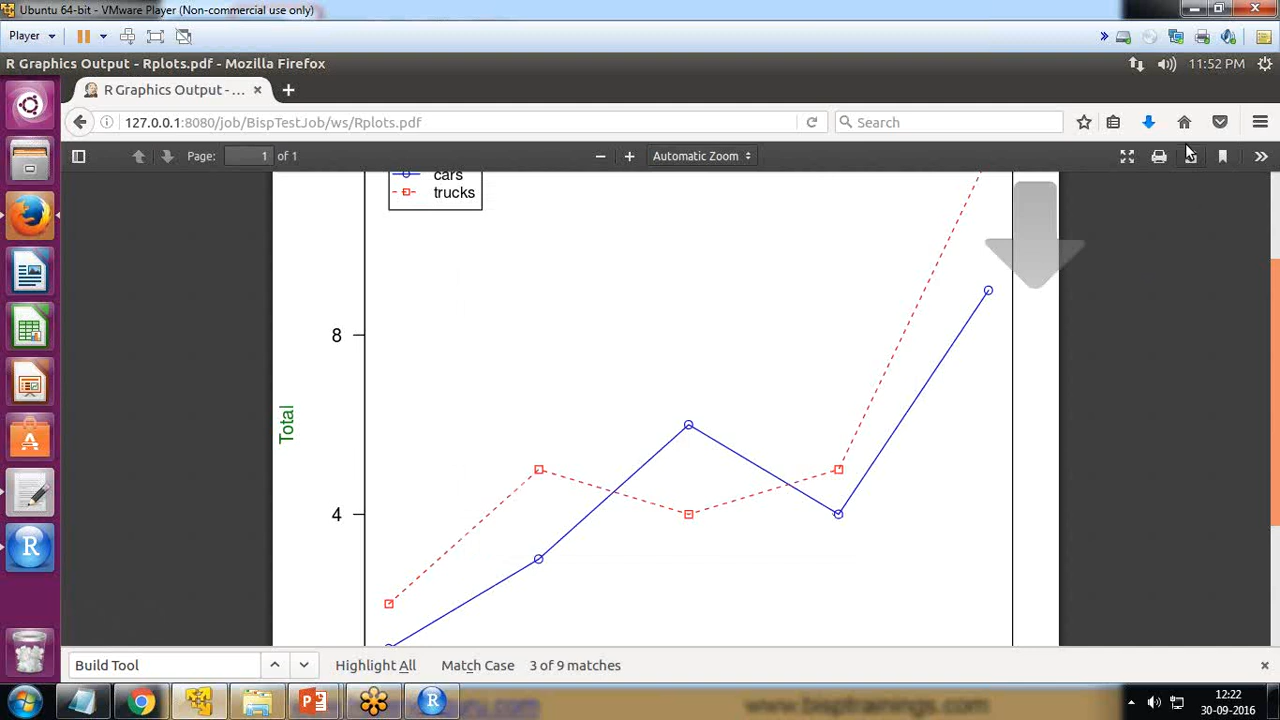 Ubuntu 64-bit - VMware Player (Non-commercial use only)
Player
R Graphics Output - Rplots.pdf - Mozilla Firefox
11:52 PM
R Graphics Output - ...
127.0.0.1:8080/job/BispTestJob/ws/Rplots.pdf
Search
Page: 1 of 1
Automatic Zoom
cars
trucks
8
Total
4
Build Tool
Highlight All
Match Case
3 of 9 matches
12:22
www.bisptrainings.com
30-09-2016